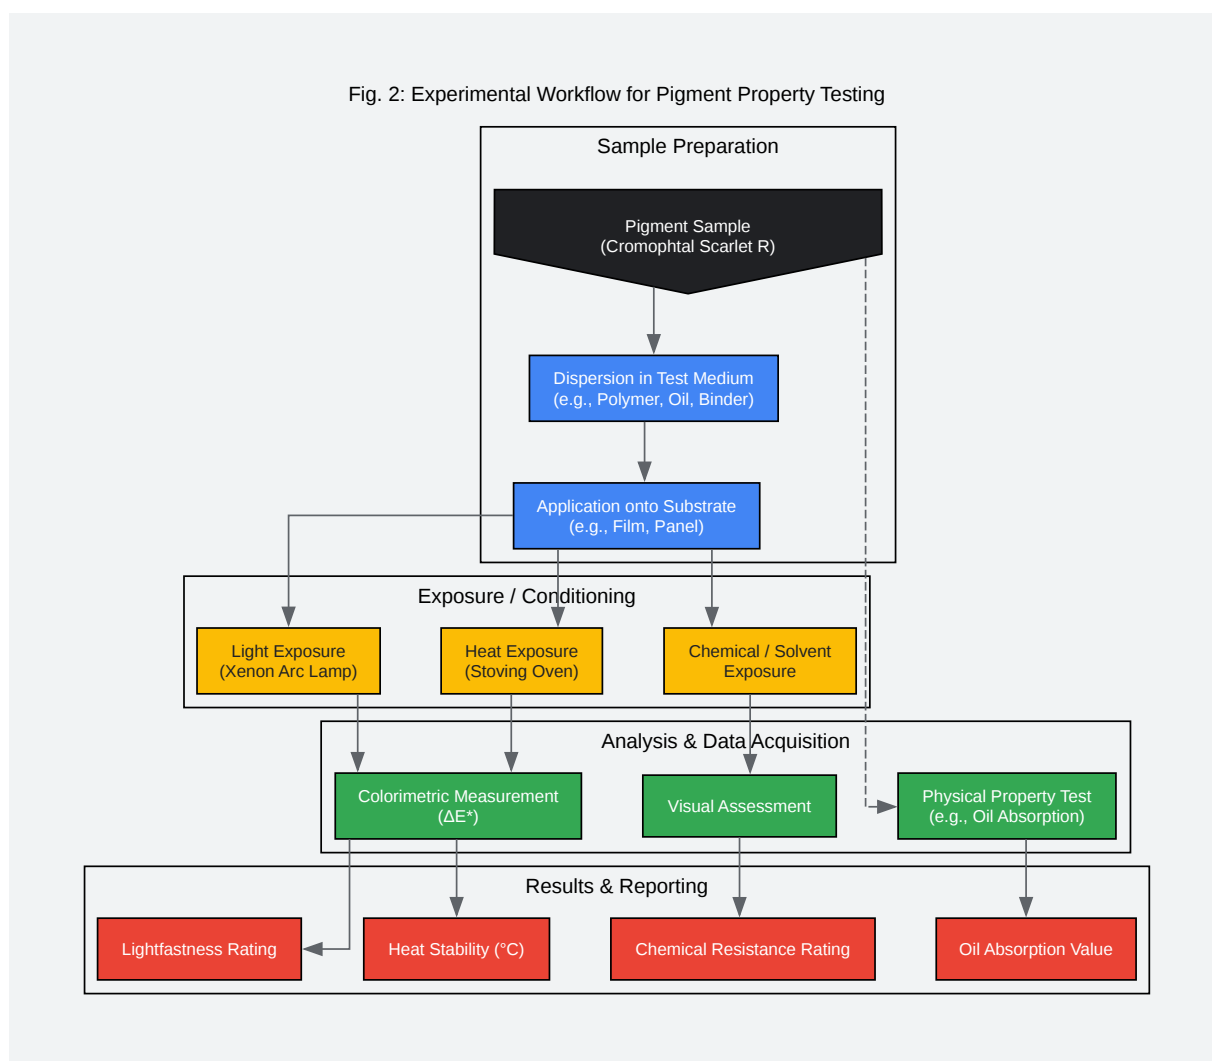 Fig. 2: Experimental Workflow for Pigment Property Testing
Sample Preparation
Pigment Sample
(Cromophtal Scarlet R)
Dispersion in Test Medium
(e.g., Polymer, Oil, Binder)
Application onto Substrate
(e.g., Film, Panel)
Exposure / Conditioning
Light Exposure
(Xenon Arc Lamp)
Heat Exposure
(Stoving Oven)
Chemical / Solvent
Exposure
Analysis & Data Acquisition
Colorimetric Measurement
(ΔE*)
Visual Assessment
Physical Property Test
(e.g., Oil Absorption)
Results & Reporting
Lightfastness Rating
Heat Stability (°C)
Chemical Resistance Rating
Oil Absorption Value